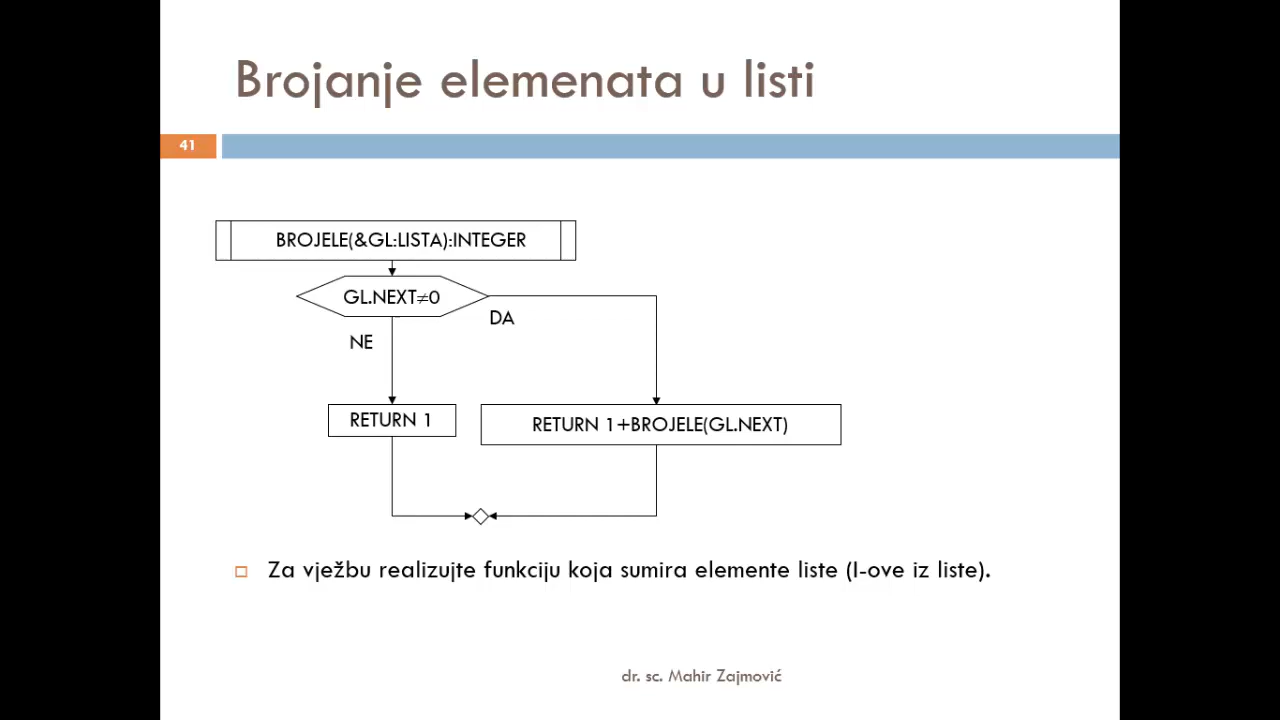 Brojanje elemenata u listi
41
BROJELE(&GL:LISTA):INTEGER
GL.NEXT≠0
DA
NE
RETURN 1
RETURN 1+BROJELE(GL.NEXT)
Za vježbu realizujte funkciju koja sumira elemente liste (I-ove iz liste).
dr. sc. Mahir Zajmović